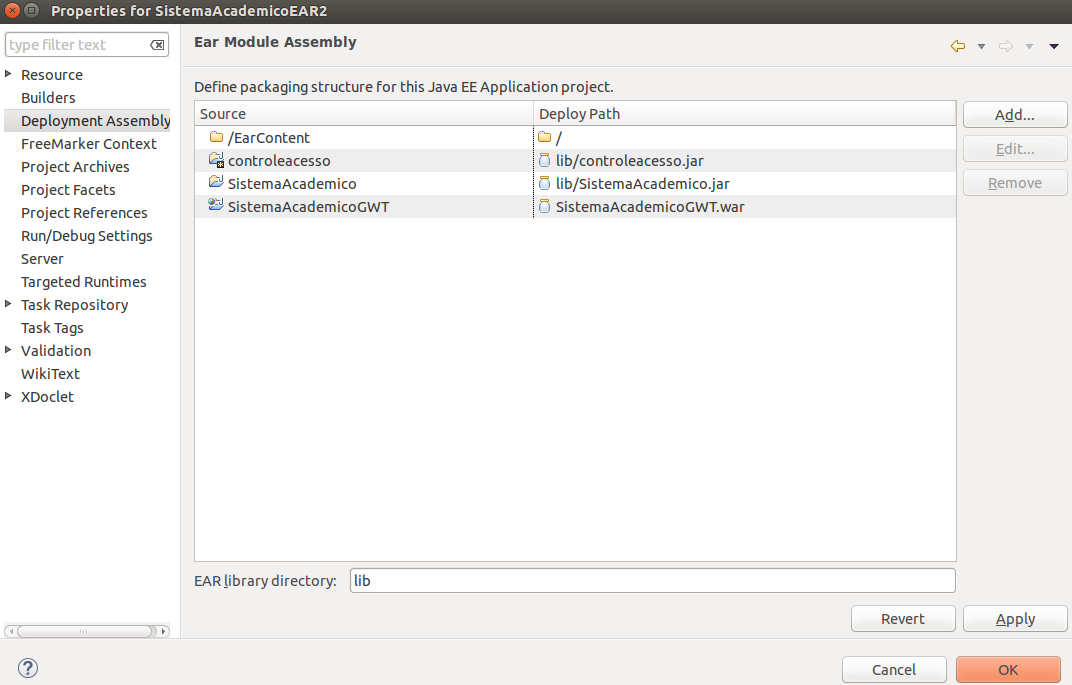 Properties for SistemaAcademicoEAR2
type filter text
Resource
Builders
Deployment Assembly
FreeMarker Context
Project Archives
Project Facets
Project References
Run/Debug Settings
Server
Targeted Runtimes
Task Repository
Task Tags
Validation
WikiText
XDoclet
Ear Module Assembly
Define packaging structure for this Java EE Application project.
Source Deploy Path
/EarContent /
controleacesso lib/controleacesso.jar
SistemaAcademico lib/SistemaAcademico.jar
SistemaAcademicoGWT SistemaAcademicoGWT.war
Add...
Edit...
Remove
EAR library directory: lib
Revert Apply
? Cancel OK